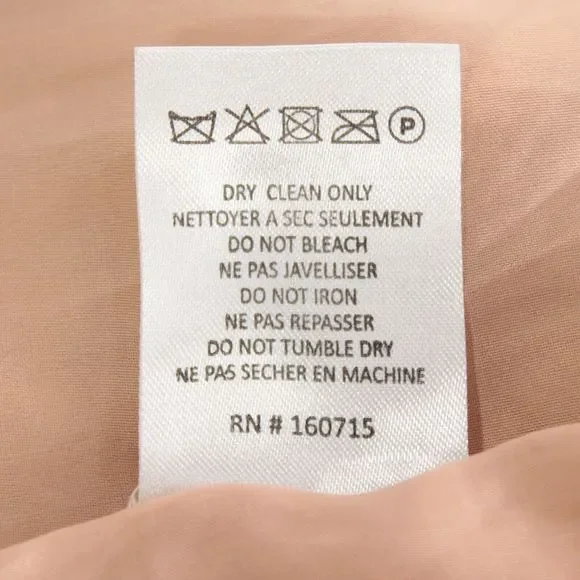 P
DRY CLEAN ONLY
NETTOYER A SEC SEULEMENT
DO NOT BLEACH
NE PAS JAVELLISER
DO NOT IRON
NE PAS REPASSER
DO NOT TUMBLE DRY
NE PAS SECHER EN MACHINE
RN # 160715